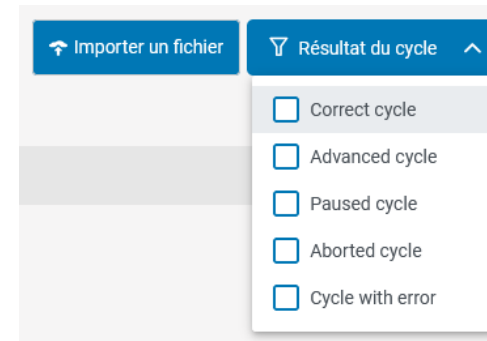 Importer un fichier
Résultat du cycle
Correct cycle
Advanced cycle
Paused cycle
Aborted cycle
Cycle with error